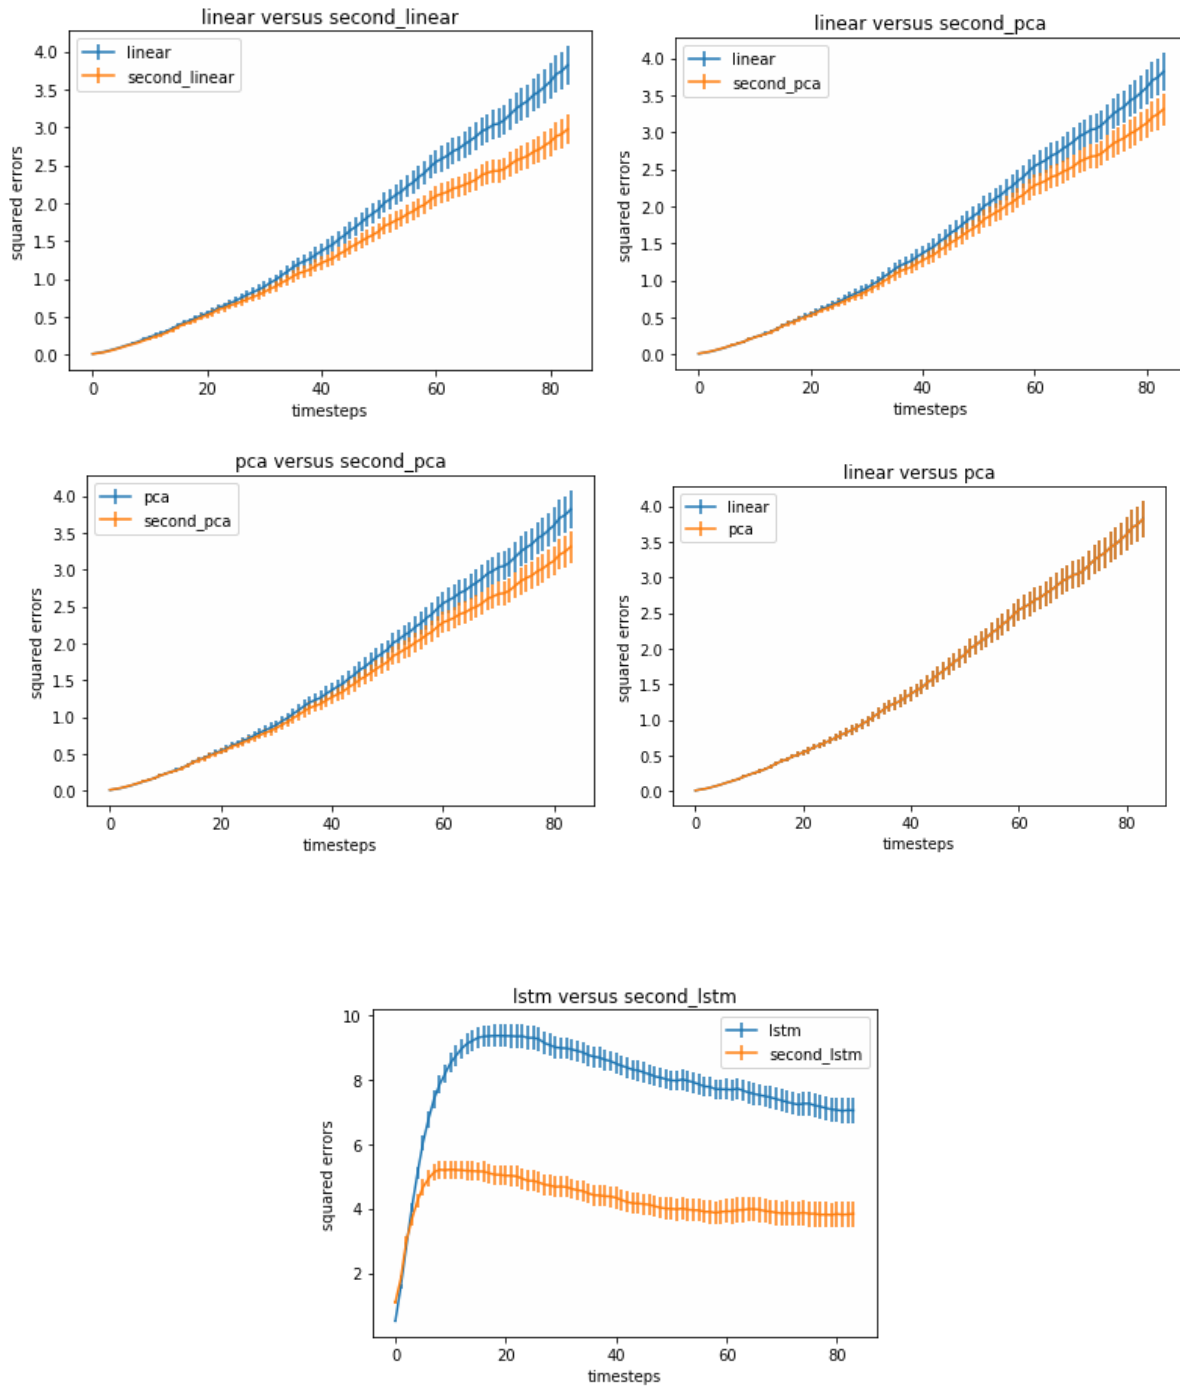 linear versus second_linear
linear
second_linear
4.0
3.5
3.0
2.5
2.0
1.5
1.0
0.5
0.0
squared errors
0
20
40
60
80
timesteps
linear versus second_pca
linear
second_pca
4.0
3.5
3.0
2.5
2.0
1.5
1.0
0.5
0.0
squared errors
0
20
40
60
80
timesteps
pca versus second_pca
pca
second_pca
4.0
3.5
3.0
2.5
2.0
1.5
1.0
0.5
0.0
squared errors
0
20
40
60
80
timesteps
linear versus pca
linear
pca
4.0
3.5
3.0
2.5
2.0
1.5
1.0
0.5
0.0
squared errors
0
20
40
60
80
timesteps
lstm versus second_lstm
lstm
second_lstm
10
8
6
4
2
squared errors
0
20
40
60
80
timesteps